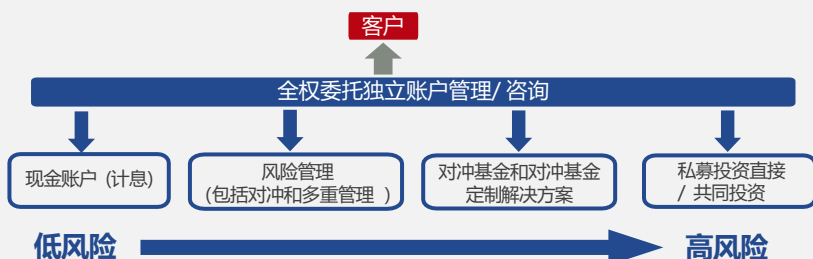 客户
全权委托独立账户管理/ 咨询
现金账户 (计息)
风险管理
(包括对冲和多重管理 )
对冲基金和对冲基金
定制解决方案
私募投资直接
/ 共同投资
低风险
高风险